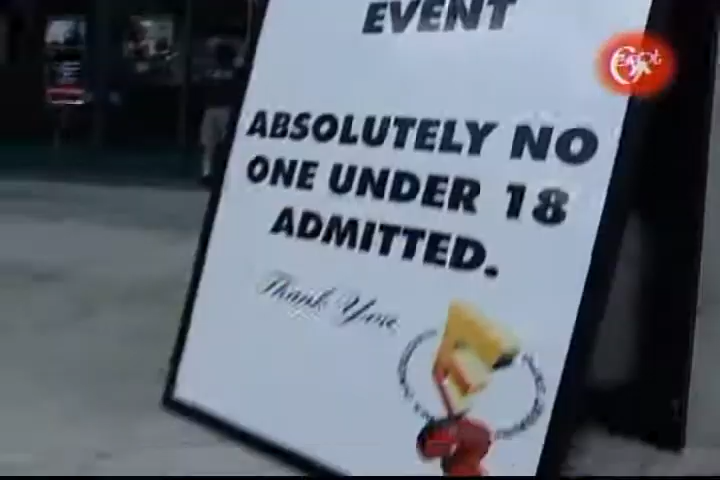 EVENT
ABSOLUTELY NO
ONE UNDER 18
ADMITTED.
Thank You